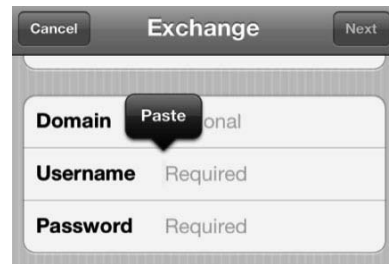 Cancel Exchange Next
Domain Paste onal
Username Required
Password Required